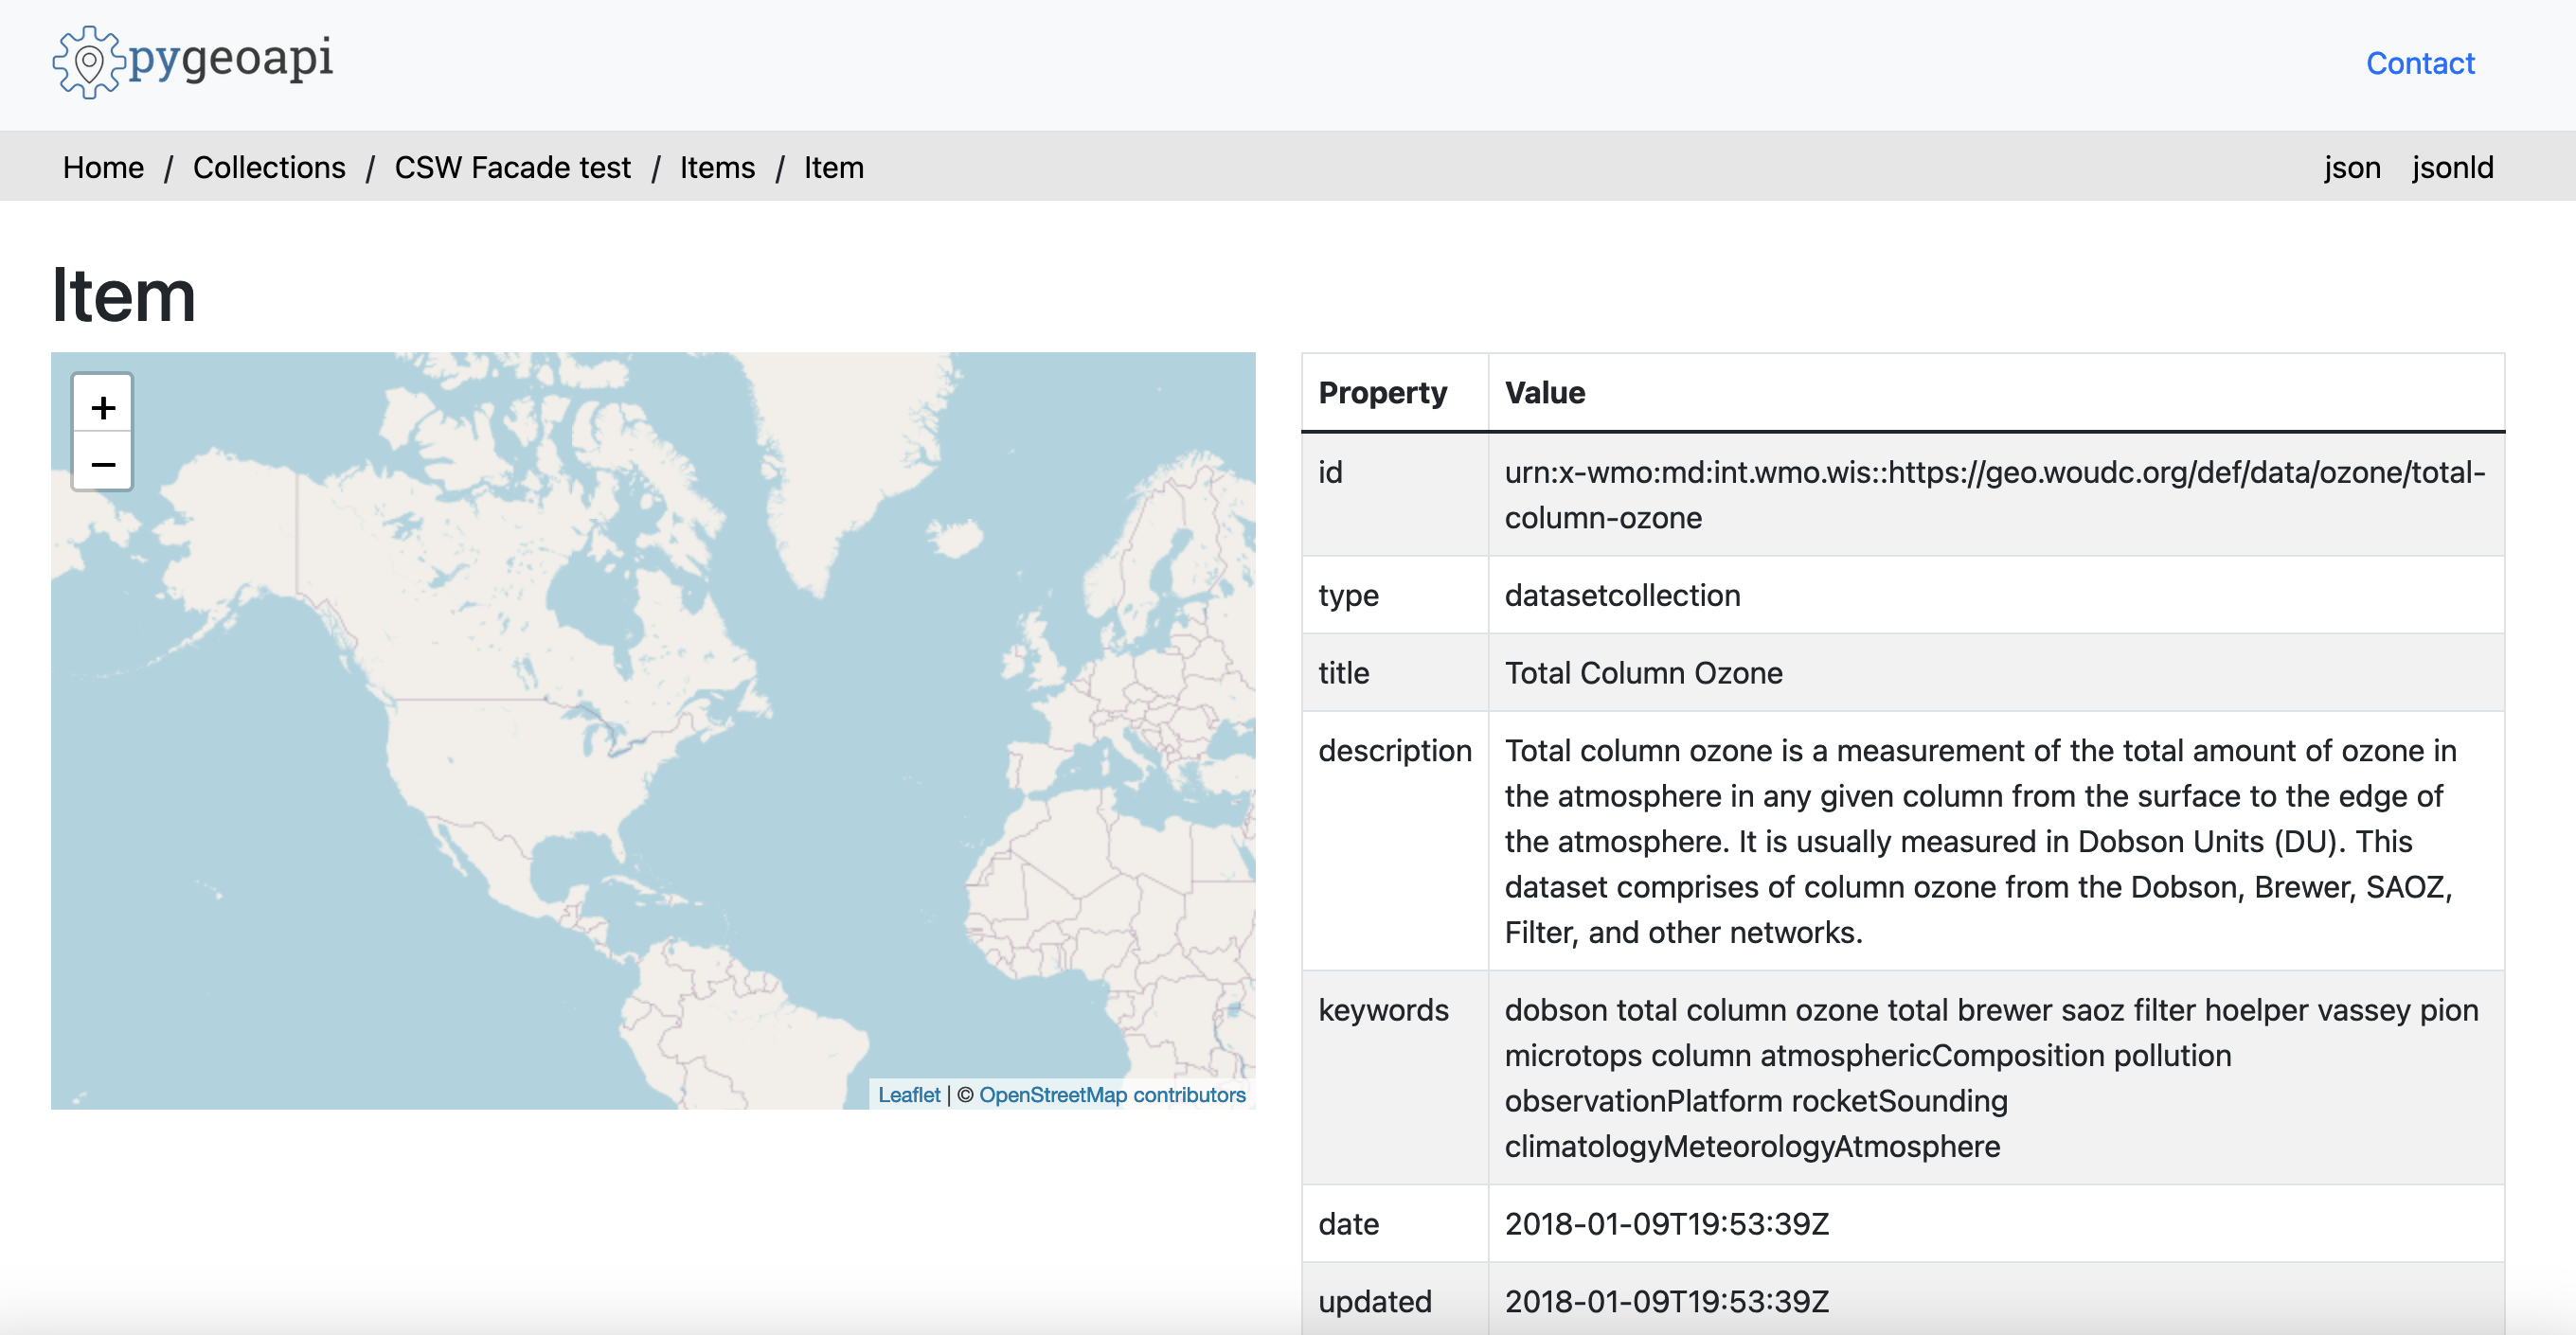 pygeoapi
Contact
Home / Collections / CSW Facade test / Items / Item
json jsonld
Item
+
−
Leaflet | © OpenStreetMap contributors
Property Value
id urn:x-wmo:md:int.wmo.wis::https://geo.woudc.org/def/data/ozone/total-
column-ozone
type datasetcollection
title Total Column Ozone
description Total column ozone is a measurement of the total amount of ozone in
the atmosphere in any given column from the surface to the edge of
the atmosphere. It is usually measured in Dobson Units (DU). This
dataset comprises of column ozone from the Dobson, Brewer, SAOZ,
Filter, and other networks.
keywords dobson total column ozone total brewer saoz filter hoelper vassey pion
microtops column atmosphericComposition pollution
observationPlatform rocketSounding
climatologyMeteorologyAtmosphere
date 2018-01-09T19:53:39Z
updated 2018-01-09T19:53:39Z